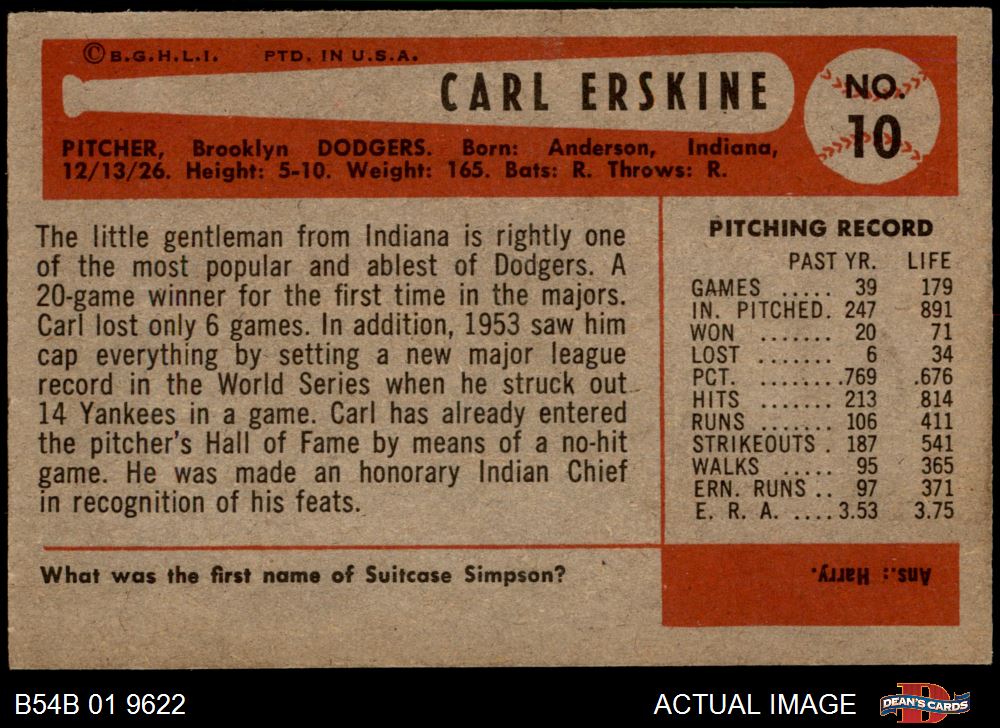 ©B.G.H.L.I. PTD. IN U.S.A.
CARL ERSKINE
NO.
10
PITCHER, Brooklyn DODGERS. Born: Anderson, Indiana,
12/13/26. Height: 5-10. Weight: 165. Bats: R. Throws: R.
The little gentleman from Indiana is rightly one
of the most popular and ablest of Dodgers. A
20-game winner for the first time in the majors.
Carl lost only 6 games. In addition, 1953 saw him
cap everything by setting a new major league
record in the World Series when he struck out
14 Yankees in a game. Carl has already entered
the pitcher's Hall of Fame by means of a no-hit
game. He was made an honorary Indian Chief
in recognition of his feats.
PITCHING RECORD
PAST YR. LIFE
GAMES ..... 39 179
IN. PITCHED. 247 891
WON ....... 20 71
LOST ....... 6 34
PCT. ........769 .676
HITS ....... 213 814
RUNS ....... 106 411
STRIKEOUTS . 187 541
WALKS ..... 95 365
ERN. RUNS .. 97 371
E. R. A. ....3.53 3.75
What was the first name of Suitcase Simpson?
Ans.: Harry.
B54B 01 9622
ACTUAL IMAGE
D
DEAN'S CARDS